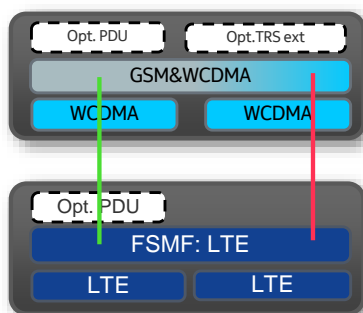 Opt. PDU
Opt.TRS ext
GSM&WCDMA
WCDMA
WCDMA
Opt. PDU
FSMF: LTE
LTE
LTE